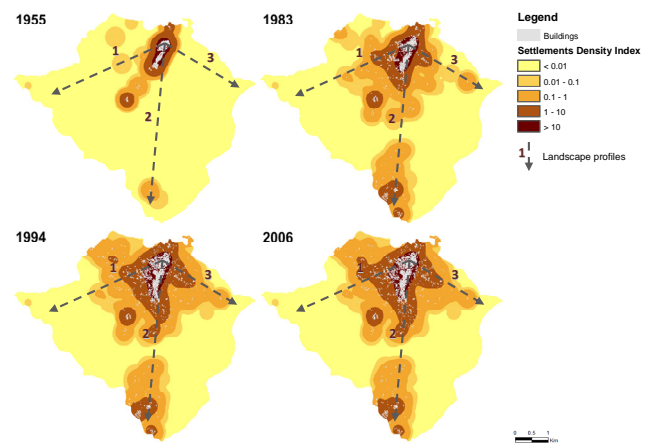 1955
1
3
2
1983
1
3
2
1994
1
3
2
2006
1
3
2
Legend
Buildings
Settlements Density Index
< 0.01
0.01 - 0.1
0.1 - 1
1 - 10
> 10
1 Landscape profiles
0 0.5 1
Km